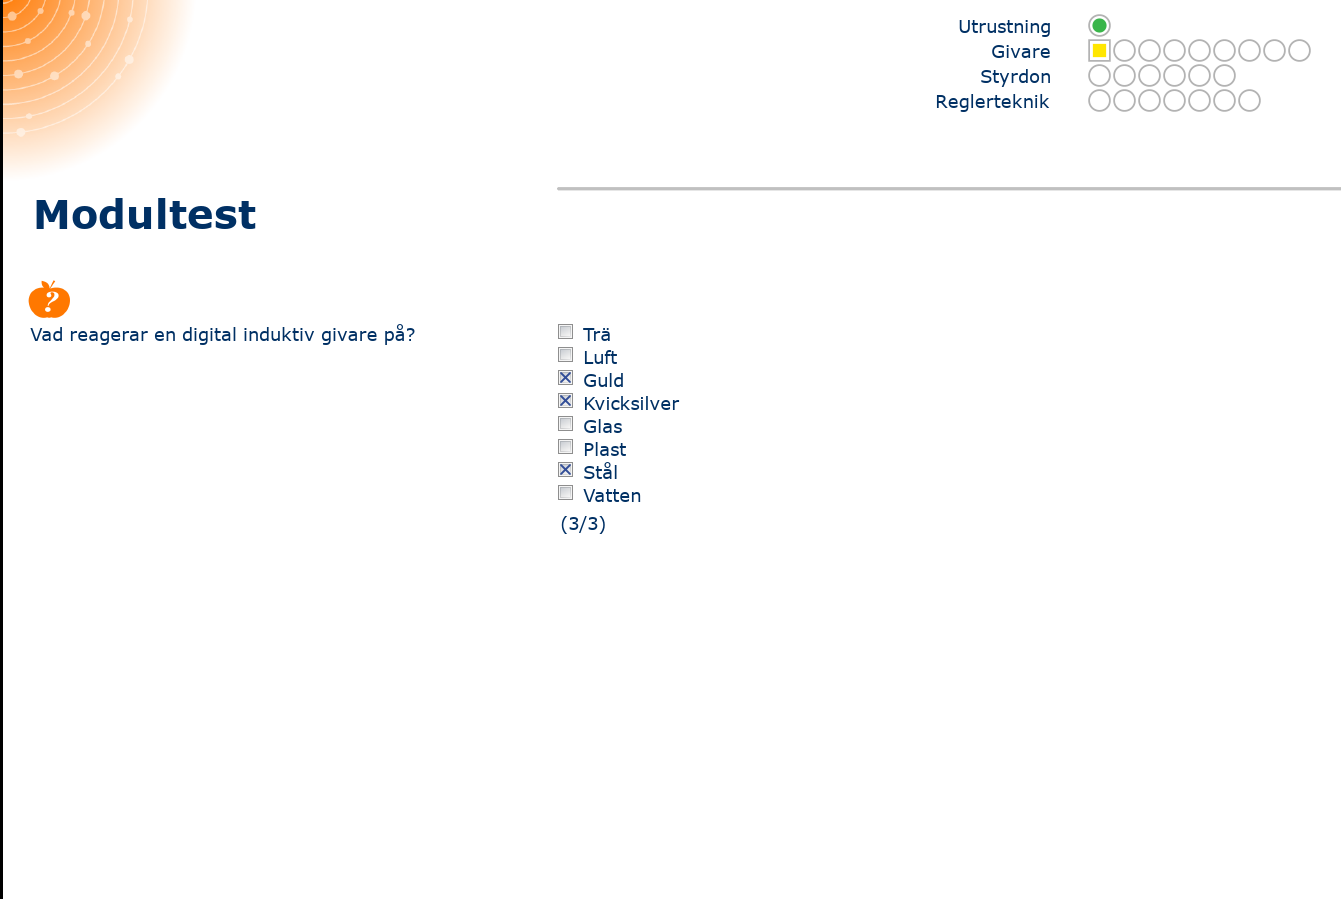 Utrustning
Givare
Styrdon
Reglerteknik
Modultest
?
Vad reagerar en digital induktiv givare på?
Trä
Luft
Guld
Kvicksilver
Glas
Plast
Stål
Vatten
(3/3)